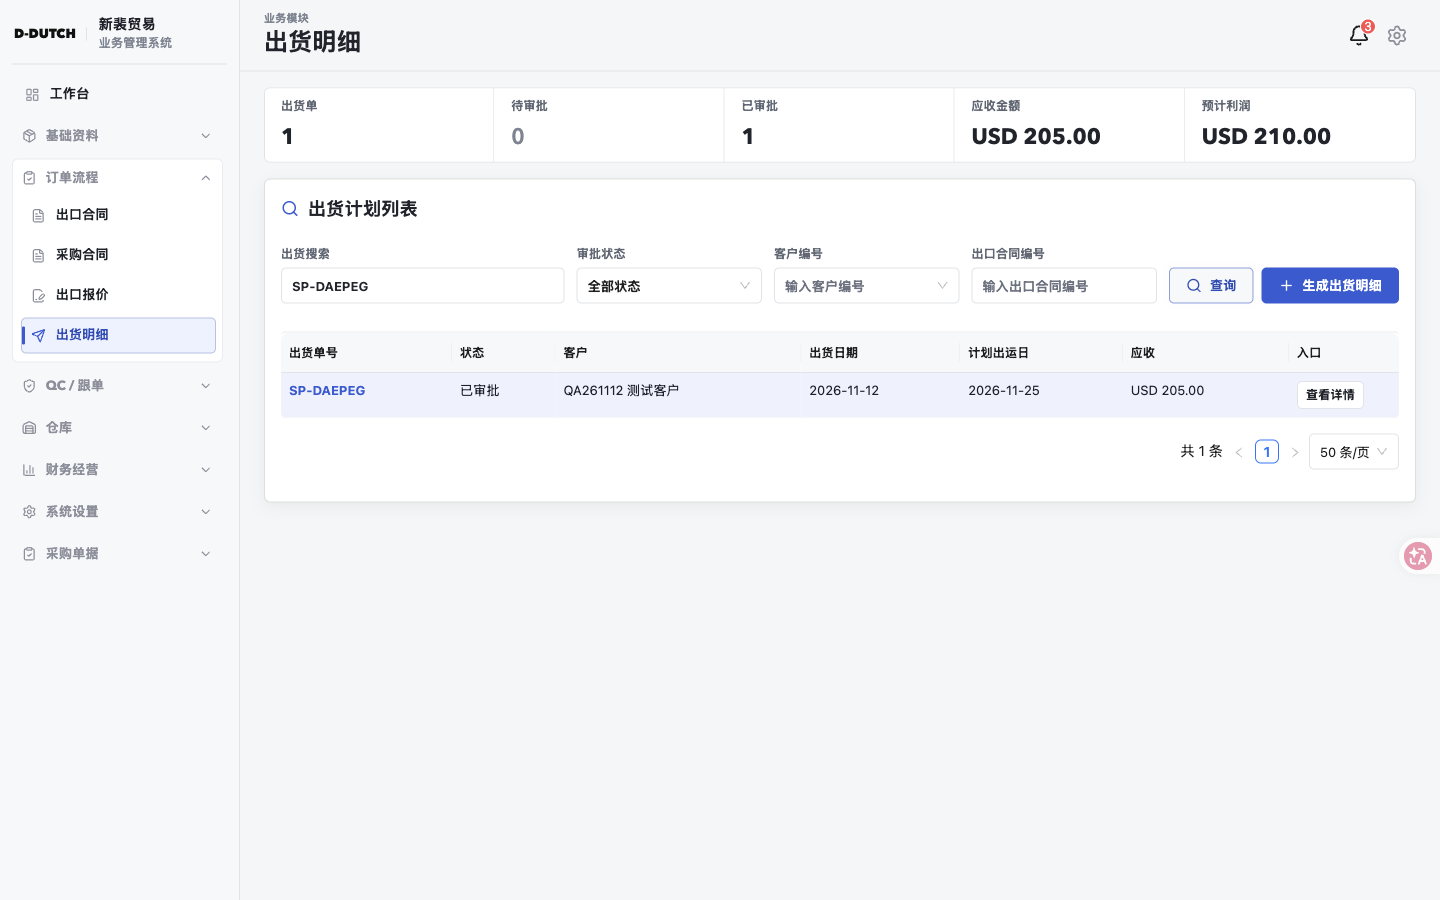 D-DUTCH
新裴贸易
业务管理系统
工作台
基础资料
订单流程
出口合同
采购合同
出口报价
出货明细
QC / 跟单
仓库
财务经营
系统设置
采购单据
业务模块
出货明细
3
出货单
1
待审批
0
已审批
1
应收金额
USD 205.00
预计利润
USD 210.00
出货计划列表
出货搜索
审批状态
客户编号
出口合同编号
SP-DAEPEG
全部状态
输入客户编号
输入出口合同编号
查询
生成出货明细
出货单号 状态 客户 出货日期 计划出运日 应收 入口
SP-DAEPEG 已审批 QA261112 测试客户 2026-11-12 2026-11-25 USD 205.00 查看详情
共 1 条 1 50 条/页